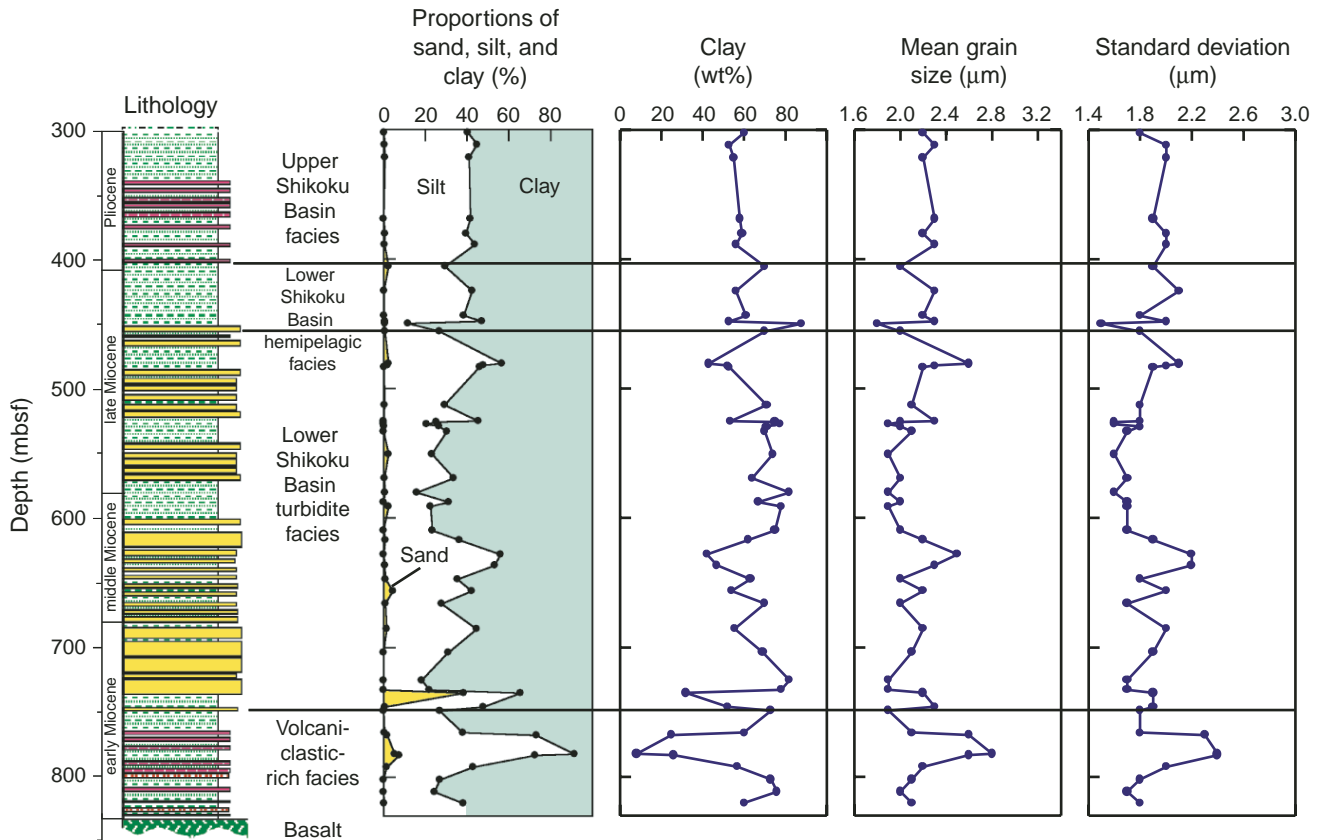 Proportions of
sand, silt, and
clay (%)
Clay
(wt%)
Mean grain
size (μm)
Standard deviation
(μm)
Lithology
0 20 40 60 80
0 20 40 60 80
1.6 2.0 2.4 2.8 3.2
1.4 1.8 2.2 2.6 3.0
Depth (mbsf)
300
400
500
600
700
800
Pliocene
late Miocene
middle Miocene
early Miocene
Upper
Shikoku
Basin
facies
Silt
Clay
Lower
Shikoku
Basin
hemipelagic
facies
Lower
Shikoku
Basin
turbidite
facies
Sand
Volcani-
clastic-
rich facies
Basalt